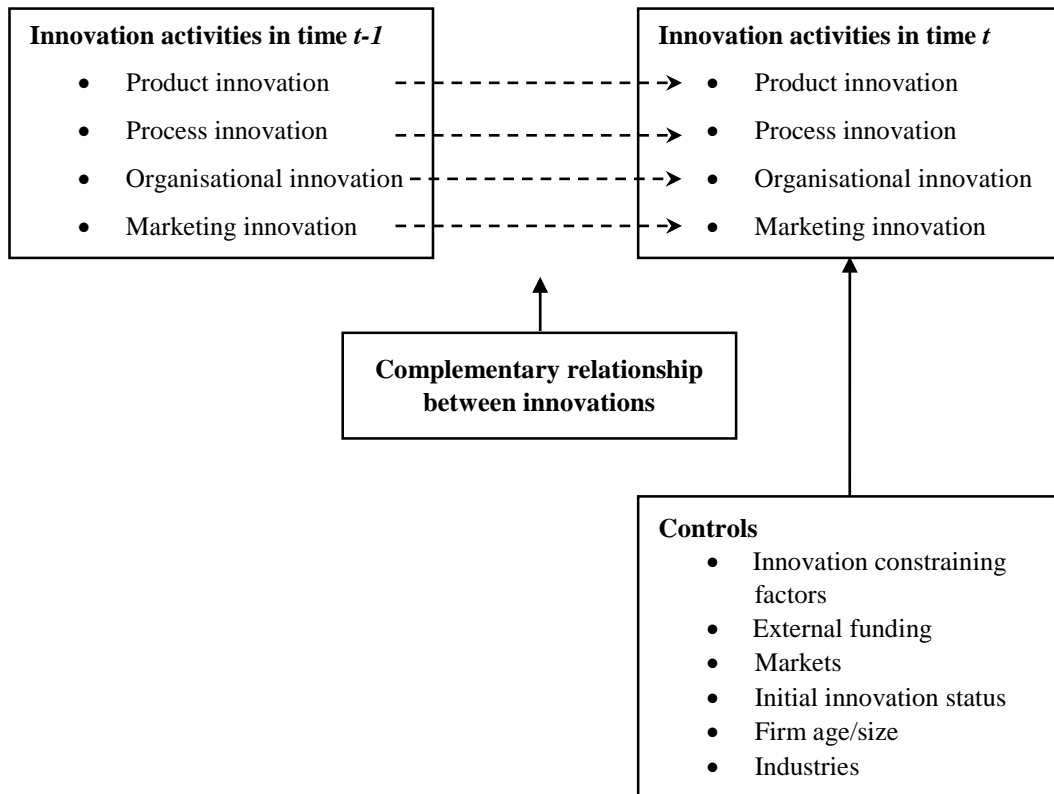 Innovation activities in time t-1
• Product innovation
• Process innovation
• Organisational innovation
• Marketing innovation
Innovation activities in time t
• Product innovation
• Process innovation
• Organisational innovation
• Marketing innovation
Complementary relationship
between innovations
Controls
• Innovation constraining
factors
• External funding
• Markets
• Initial innovation status
• Firm age/size
• Industries